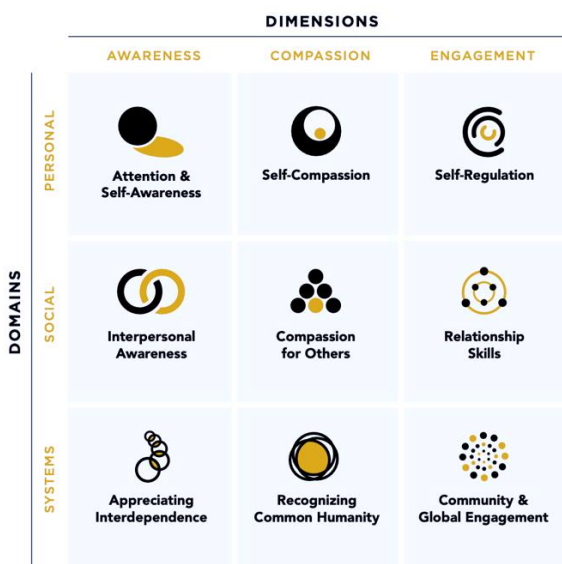 DIMENSIONS
AWARENESS
COMPASSION
ENGAGEMENT
DOMAINS
PERSONAL
Attention &
Self-Awareness
Self-Compassion
Self-Regulation
SOCIAL
Interpersonal
Awareness
Compassion
for Others
Relationship
Skills
SYSTEMS
Appreciating
Interdependence
Recognizing
Common Humanity
Community &
Global Engagement